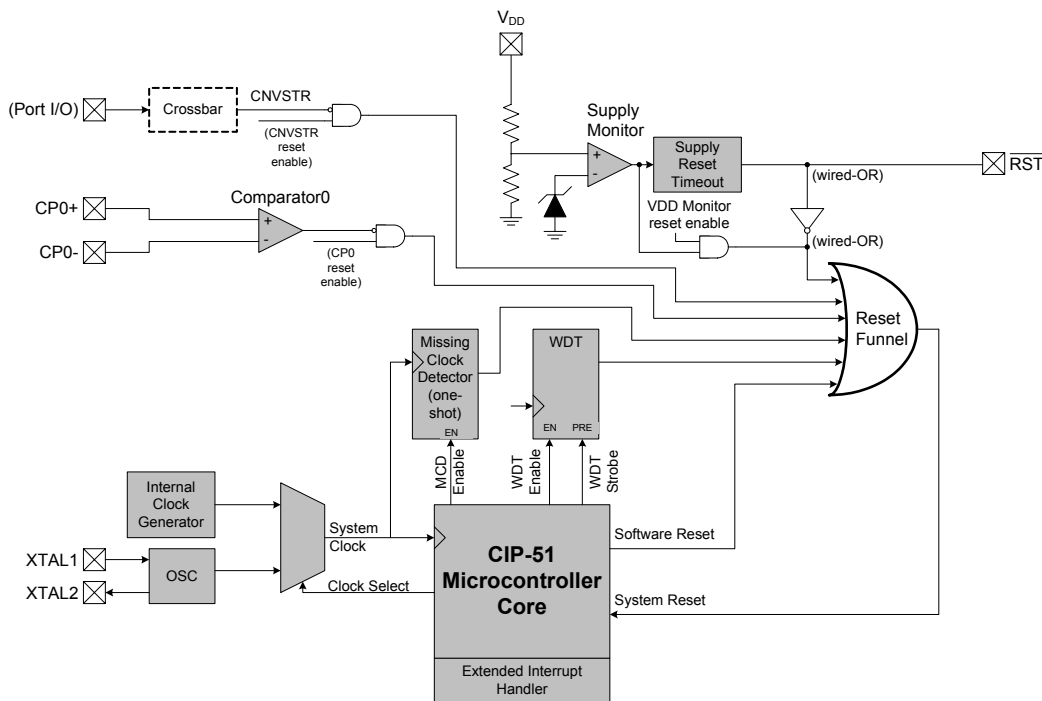 VDD
(Port I/O)
Crossbar
CNVSTR
(CNVSTR
reset
enable)
Supply
Monitor
+
-
Supply
Reset
Timeout
(wired-OR)
RST
VDD Monitor
reset enable
(wired-OR)
CP0+
CP0-
Comparator0
+
-
(CP0
reset
enable)
Reset
Funnel
Missing
Clock
Detector
(one-
shot)
EN
WDT
EN
PRE
MCD
Enable
WDT
Enable
WDT
Strobe
Internal
Clock
Generator
System
Clock
XTAL1
XTAL2
OSC
Clock Select
CIP-51
Microcontroller
Core
Software Reset
System Reset
Extended Interrupt
Handler